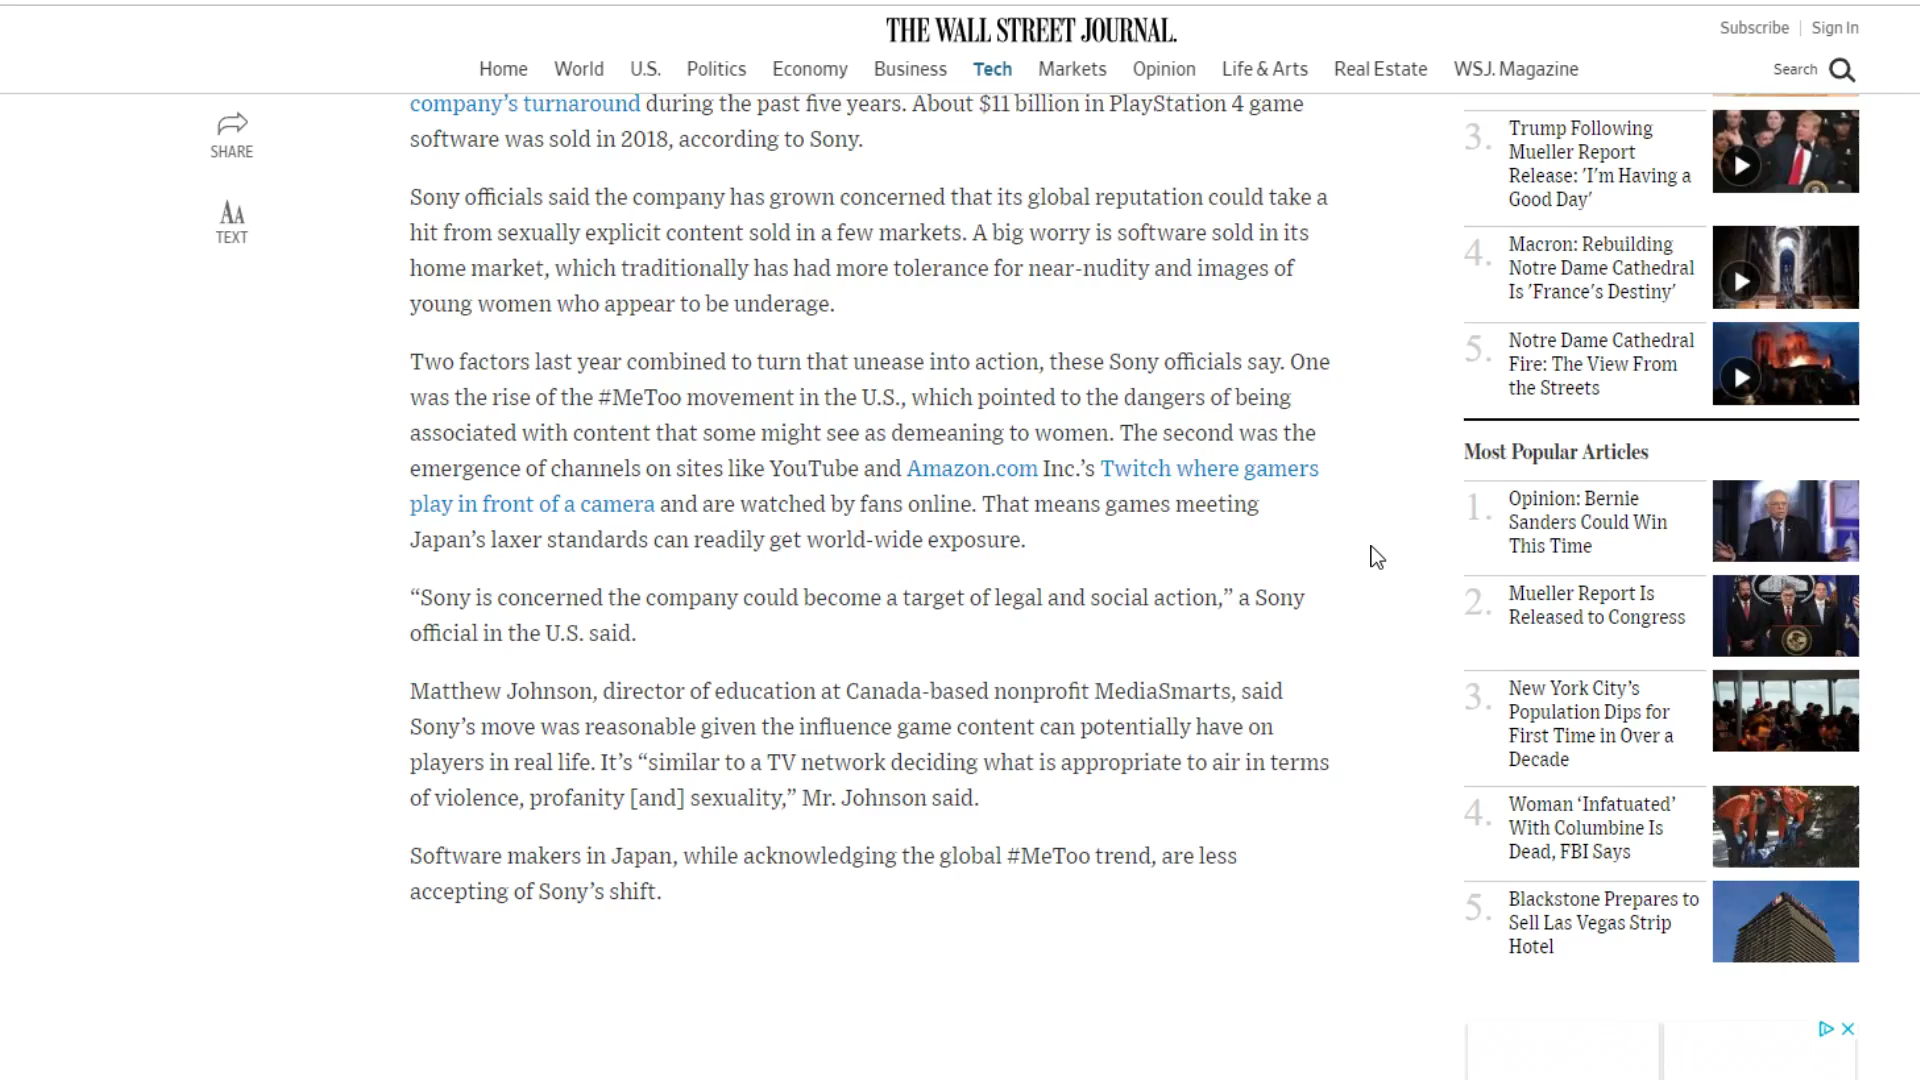 THE WALL STREET JOURNAL.
Subscribe | Sign In
Home World U.S. Politics Economy Business Tech Markets Opinion Life & Arts Real Estate WSJ. Magazine
Search
SHARE
AA
TEXT
company’s turnaround during the past five years. About $11 billion in PlayStation 4 game
software was sold in 2018, according to Sony.
Sony officials said the company has grown concerned that its global reputation could take a
hit from sexually explicit content sold in a few markets. A big worry is software sold in its
home market, which traditionally has had more tolerance for near-nudity and images of
young women who appear to be underage.
Two factors last year combined to turn that unease into action, these Sony officials say. One
was the rise of the #MeToo movement in the U.S., which pointed to the dangers of being
associated with content that some might see as demeaning to women. The second was the
emergence of channels on sites like YouTube and Amazon.com Inc.’s Twitch where gamers
play in front of a camera and are watched by fans online. That means games meeting
Japan’s laxer standards can readily get world-wide exposure.
“Sony is concerned the company could become a target of legal and social action,” a Sony
official in the U.S. said.
Matthew Johnson, director of education at Canada-based nonprofit MediaSmarts, said
Sony’s move was reasonable given the influence game content can potentially have on
players in real life. It’s “similar to a TV network deciding what is appropriate to air in terms
of violence, profanity [and] sexuality,” Mr. Johnson said.
Software makers in Japan, while acknowledging the global #MeToo trend, are less
accepting of Sony’s shift.
3. Trump Following
Mueller Report
Release: 'I'm Having a
Good Day'
4. Macron: Rebuilding
Notre Dame Cathedral
Is 'France's Destiny'
5. Notre Dame Cathedral
Fire: The View From
the Streets
Most Popular Articles
1. Opinion: Bernie
Sanders Could Win
This Time
2. Mueller Report Is
Released to Congress
3. New York City’s
Population Dips for
First Time in Over a
Decade
4. Woman ‘Infatuated’
With Columbine Is
Dead, FBI Says
5. Blackstone Prepares to
Sell Las Vegas Strip
Hotel